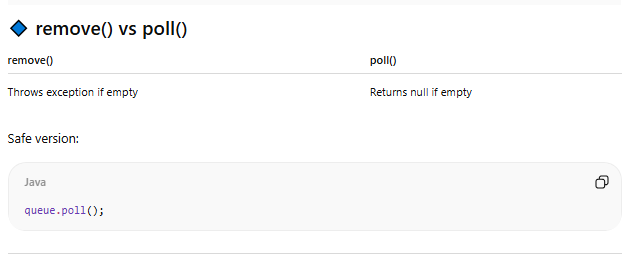 remove() vs poll()
remove() poll()
Throws exception if empty Returns null if empty
Safe version:
Java
queue.poll();